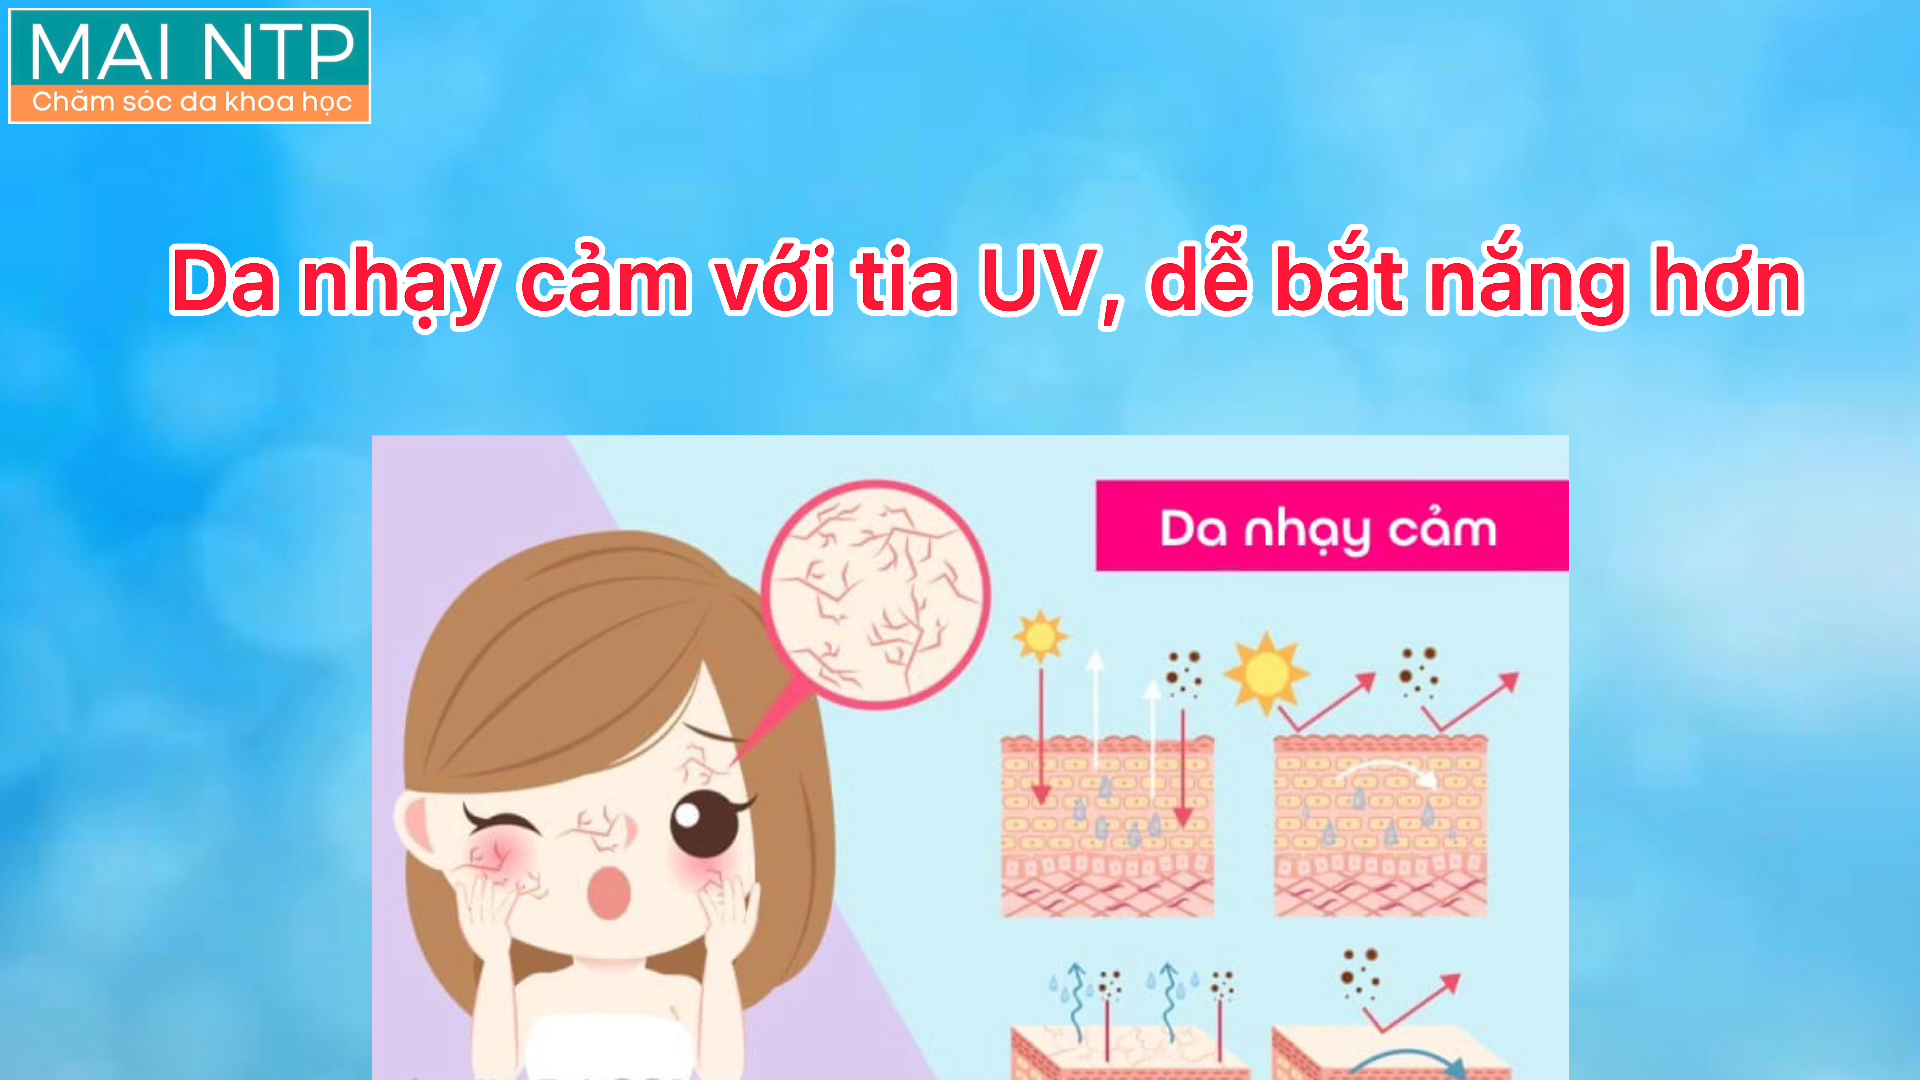 MAI NTP
Chăm sóc da khoa học
Da nhạy cảm với tia UV, dễ bắt nắng hơn
Da nhạy cảm